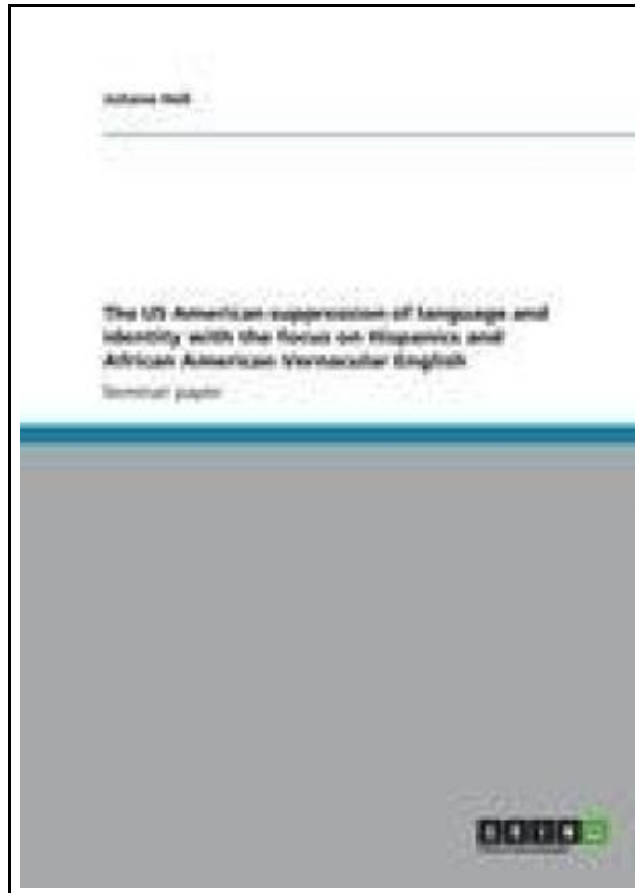 The US American suppression of language and
identity with the focus on Hispanics and
African American Vernacular English
Seminar paper
GRIN